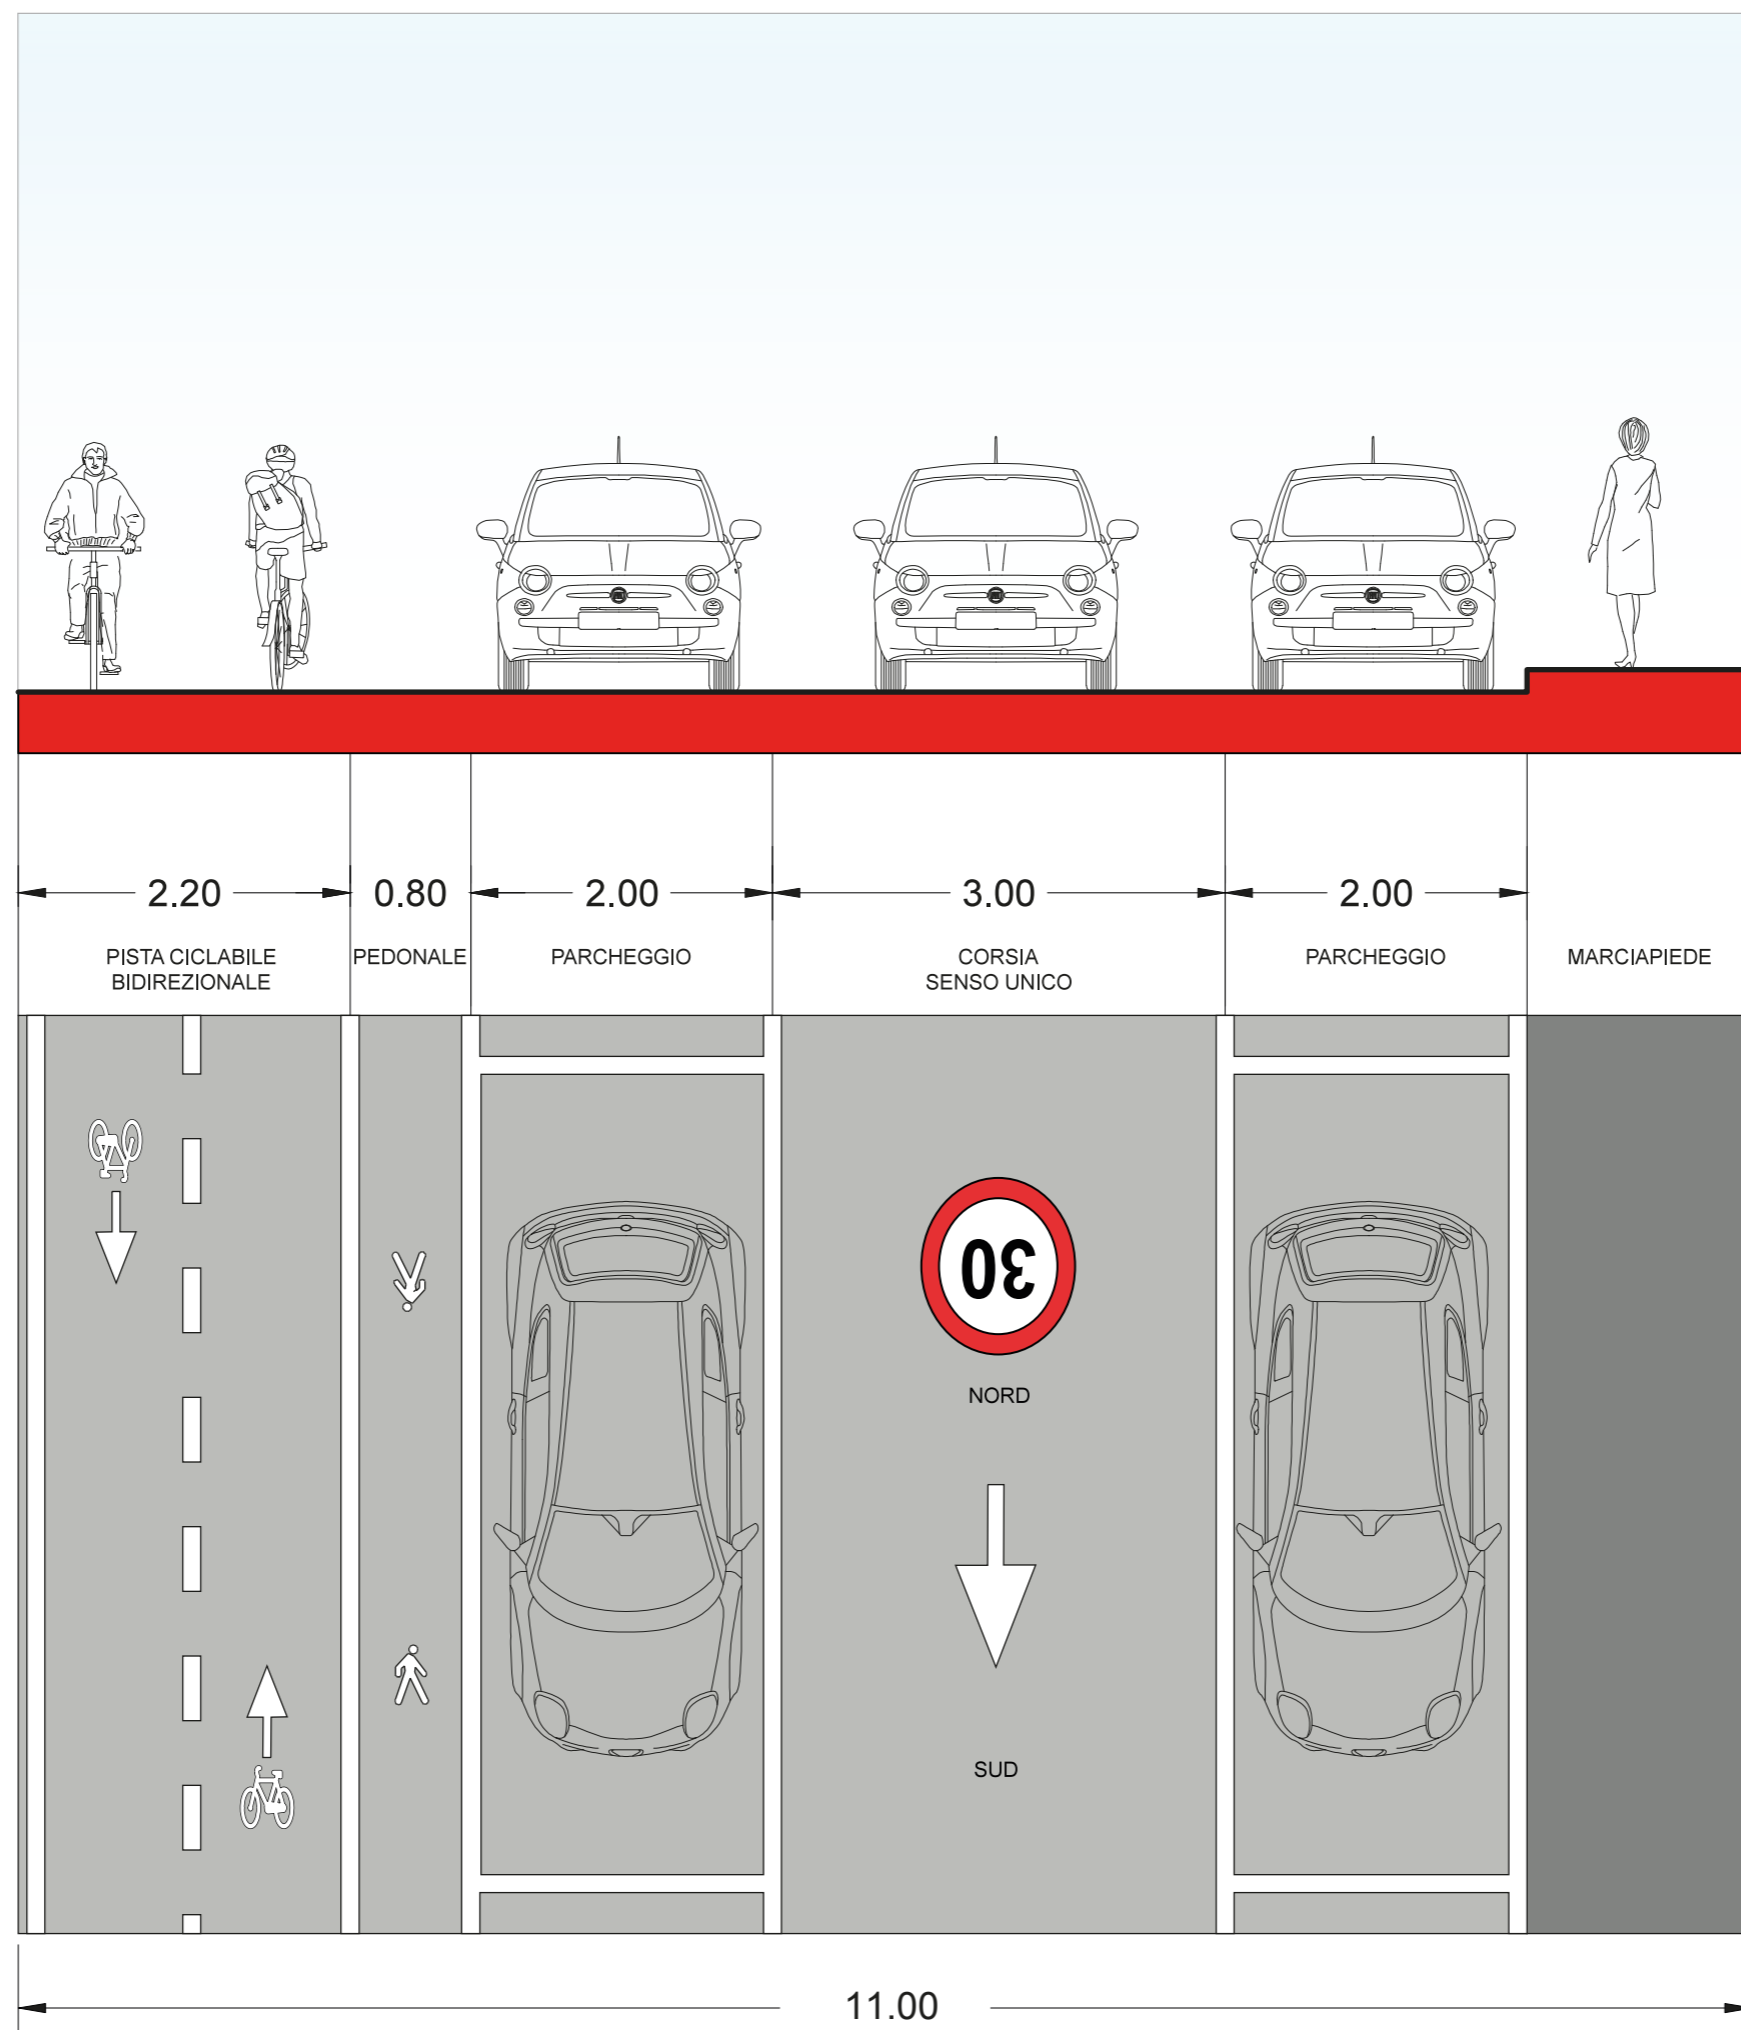 2.20 0.80 2.00 3.00 2.00
PISTA CICLABILE
BIDIREZIONALE
PEDONALE
PARCHEGGIO
CORSIA
SENSO UNICO
PARCHEGGIO
MARCIAPIEDE
30
NORD
SUD
11.00